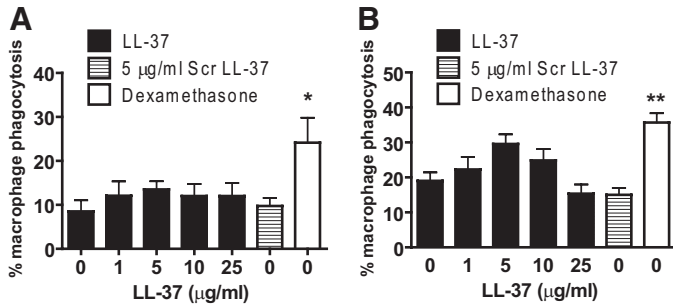 A
LL-37
5 μg/ml Scr LL-37
Dexamethasone
% macrophage phagocytosis
40
30
20
10
0
*
0 1 5 10 25 0 0
LL-37 (μg/ml)
B
LL-37
5 μg/ml Scr LL-37
Dexamethasone
% macrophage phagocytosis
50
40
30
20
10
0
**
0 1 5 10 25 0 0
LL-37 (μg/ml)